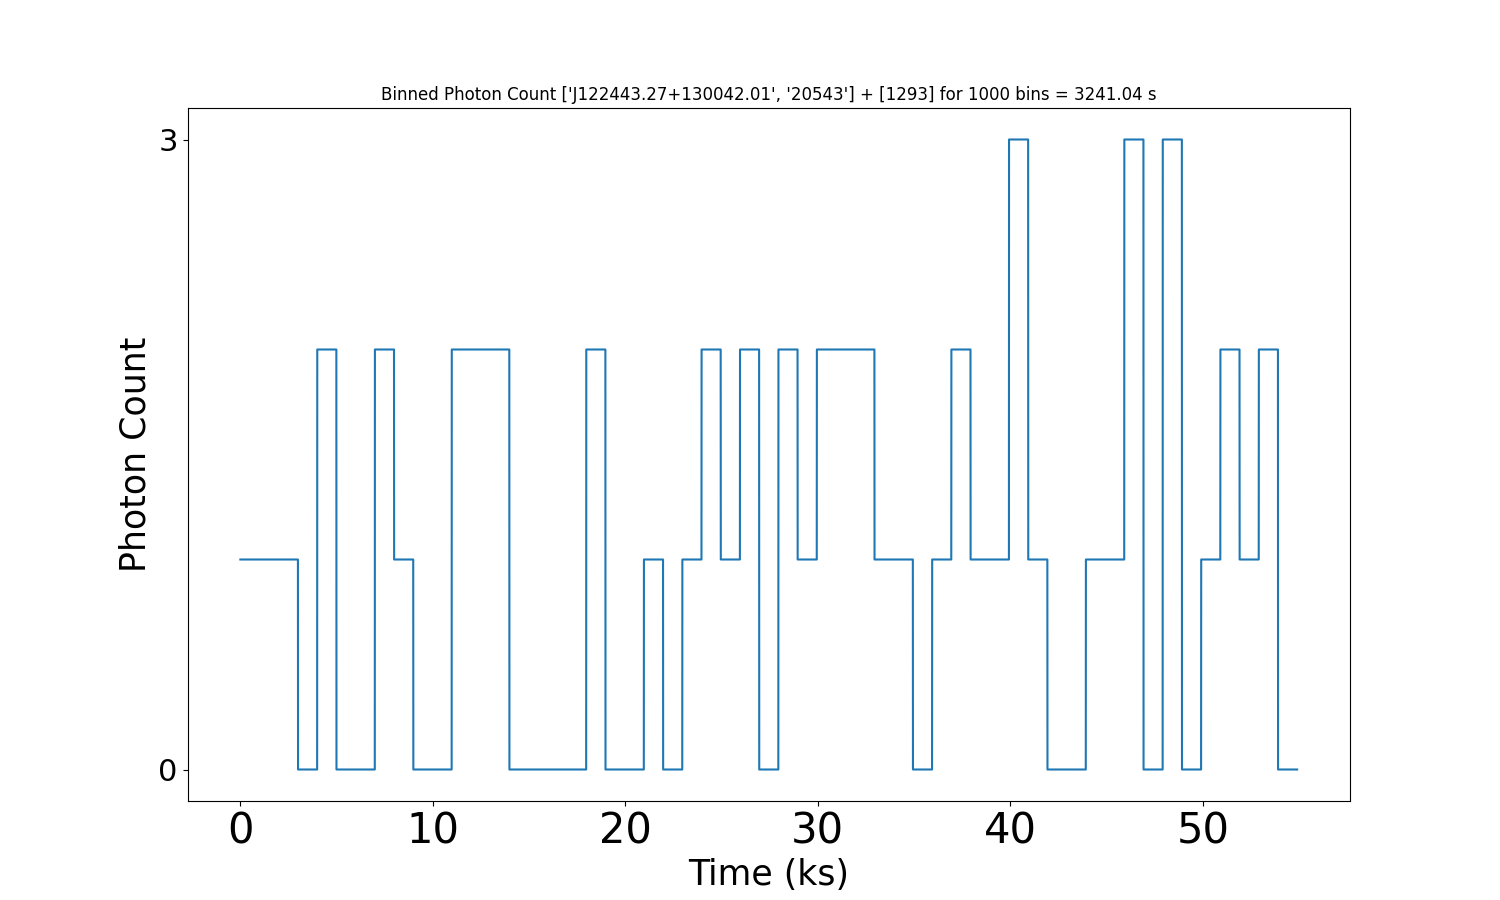 Binned Photon Count ['J122443.27+130042.01', '20543'] + [1293] for 1000 bins = 3241.04 s
3
Photon Count
0
0 10 20 30 40 50
Time (ks)